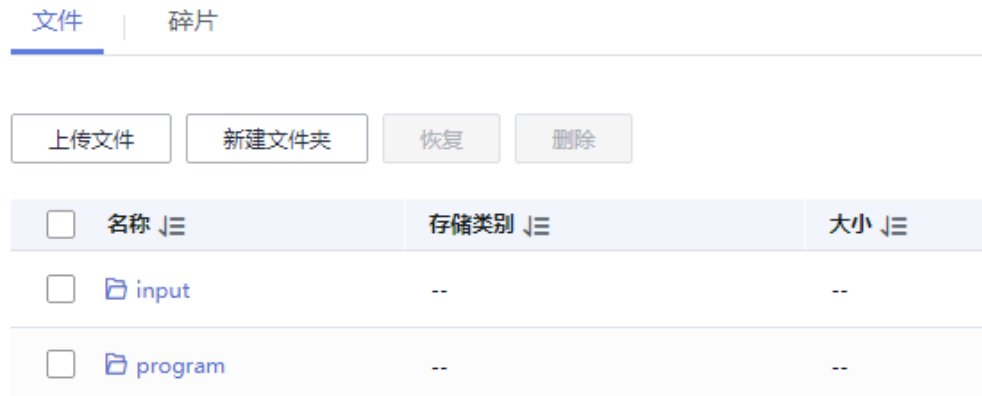 文件 碎片
上传文件 新建文件夹 恢复 删除
名称 存储类别 大小
input -- --
program -- --